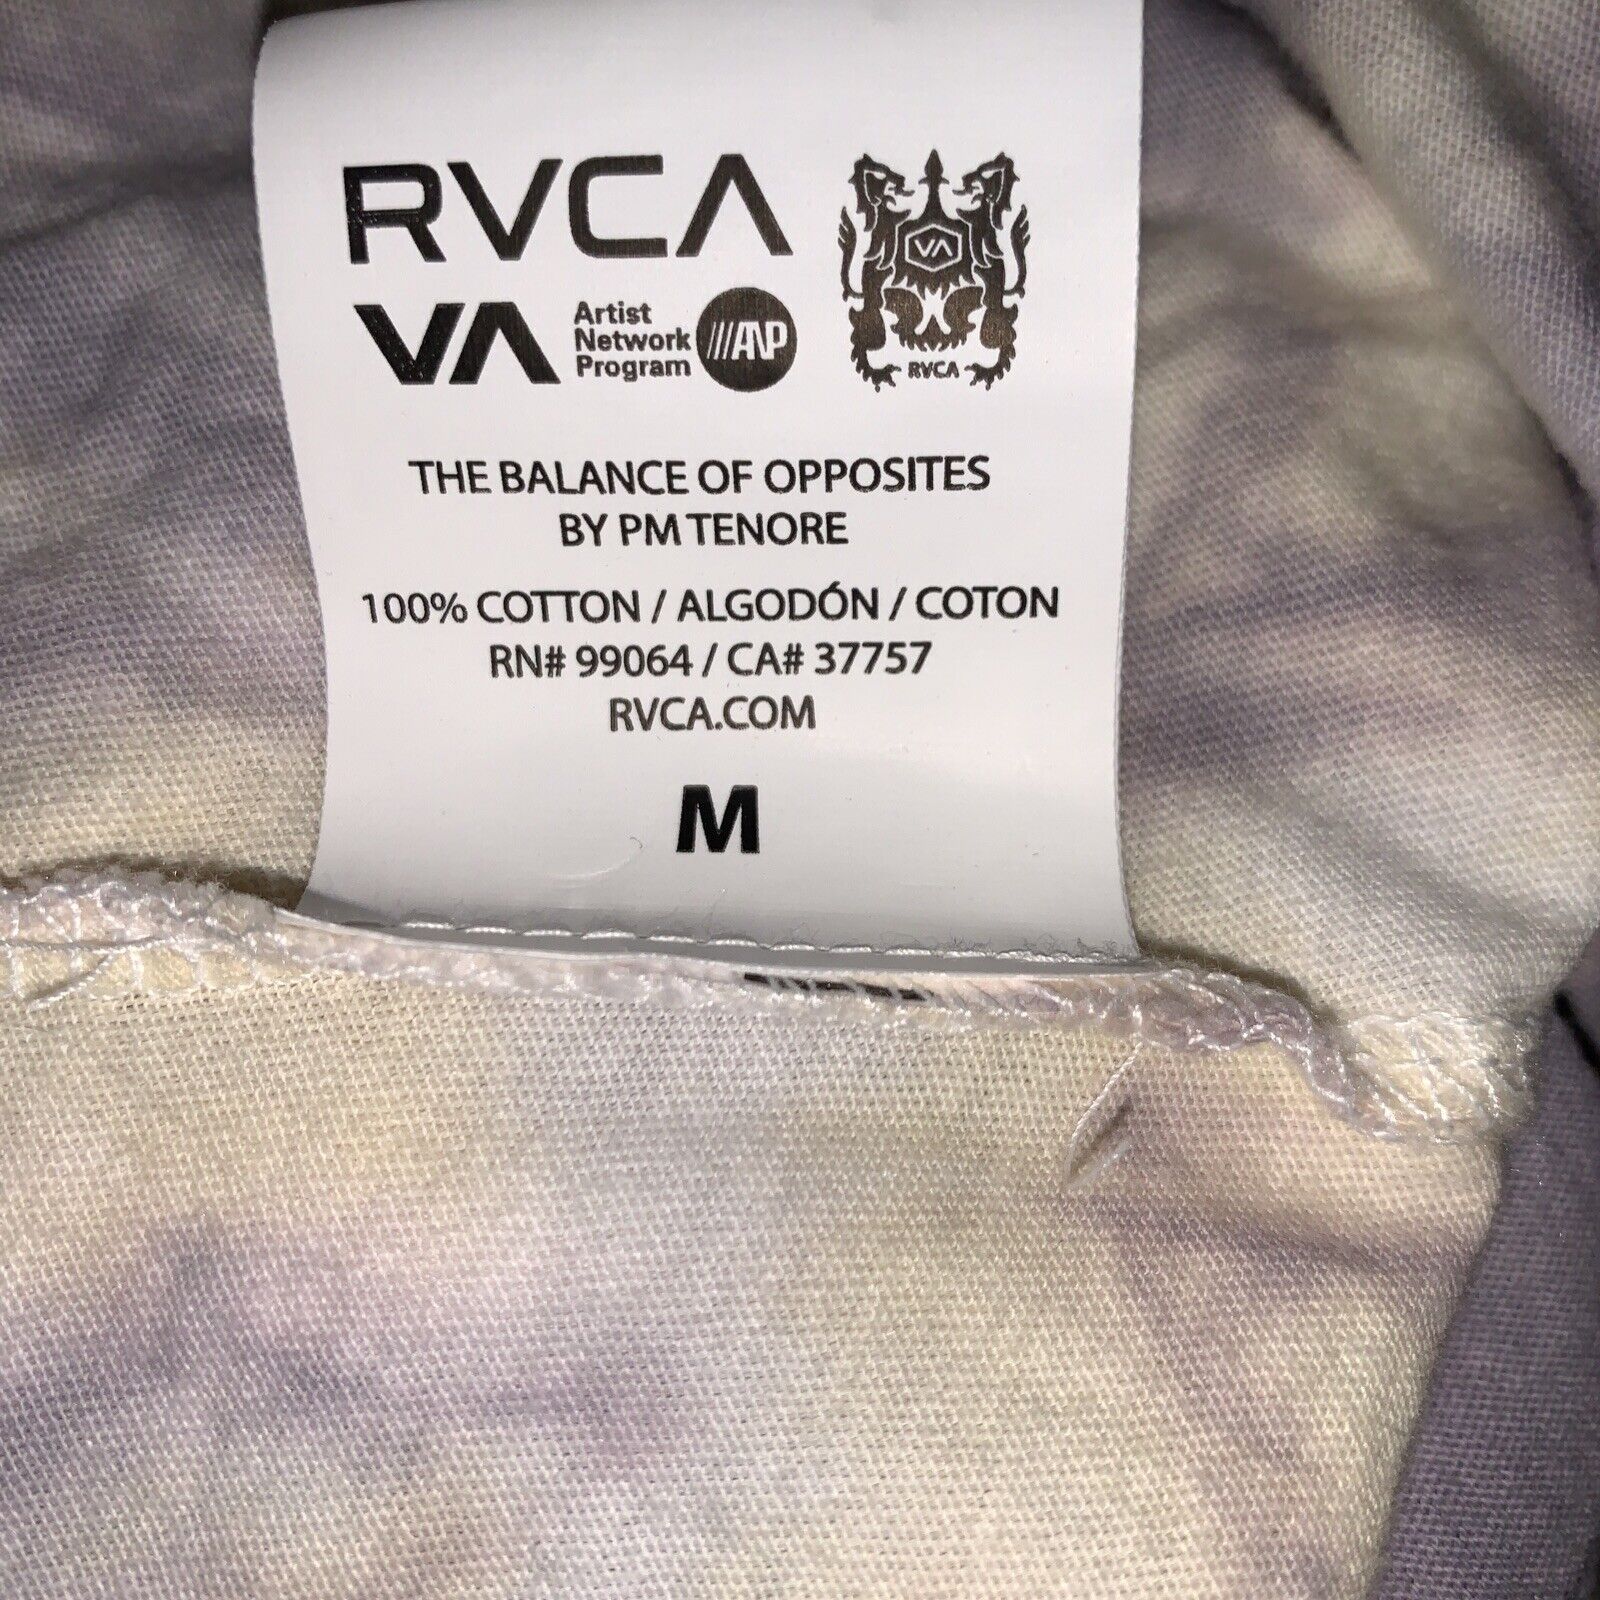 RVCA
VA Artist
Network
Program
ANP
VA
RVCA
THE BALANCE OF OPPOSITES
BY PM TENORE
100% COTTON / ALGODÓN / COTON
RN# 99064 / CA# 37757
RVCA.COM
M